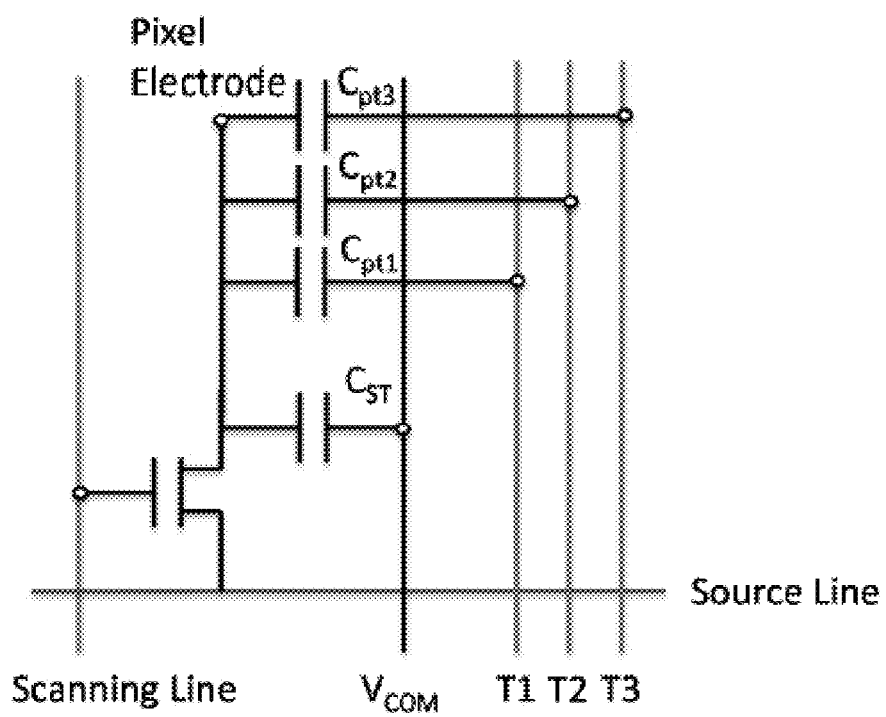 Pixel
Electrode
C_pt3
C_pt2
C_pt1
C_ST
Source Line
Scanning Line
V_COM
T1 T2 T3